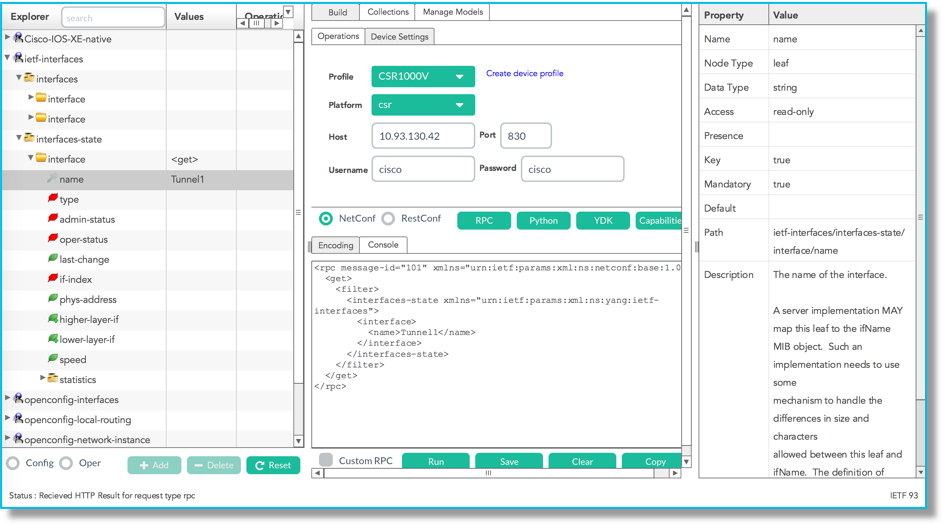 Explorer
search
Values
Operatic
Cisco-IOS-XE-native
ietf-interfaces
interfaces
interface
interface
interfaces-state
interface <get>
name Tunnel1
type
admin-status
oper-status
last-change
if-index
phys-address
higher-layer-if
lower-layer-if
speed
statistics
openconfig-interfaces
openconfig-local-routing
openconfig-network-instance
Config Oper + Add − Delete Reset
Build Collections Manage Models
Operations Device Settings
Profile CSR1000V Create device profile
Platform csr
Host 10.93.130.42 Port 830
Username cisco Password cisco
NetConf RestConf RPC Python YDK Capabilitie
Encoding Console
<rpc message-id="101" xmlns="urn:ietf:params:xml:ns:netconf:base:1.0
<get>
<filter>
<interfaces-state xmlns="urn:ietf:params:xml:ns:yang:ietf-
interfaces">
<interface>
<name>Tunnel1</name>
</interface>
</interfaces-state>
</filter>
</get>
</rpc>
Custom RPC Run Save Clear Copy
Property Value
Name name
Node Type leaf
Data Type string
Access read-only
Presence
Key true
Mandatory true
Default
Path ietf-interfaces/interfaces-state/
interface/name
Description The name of the interface.
A server implementation MAY
map this leaf to the ifName
MIB object. Such an
implementation needs to use
some
mechanism to handle the
differences in size and
characters
allowed between this leaf and
ifName. The definition of
Status : Recieved HTTP Result for request type rpc
IETF 93